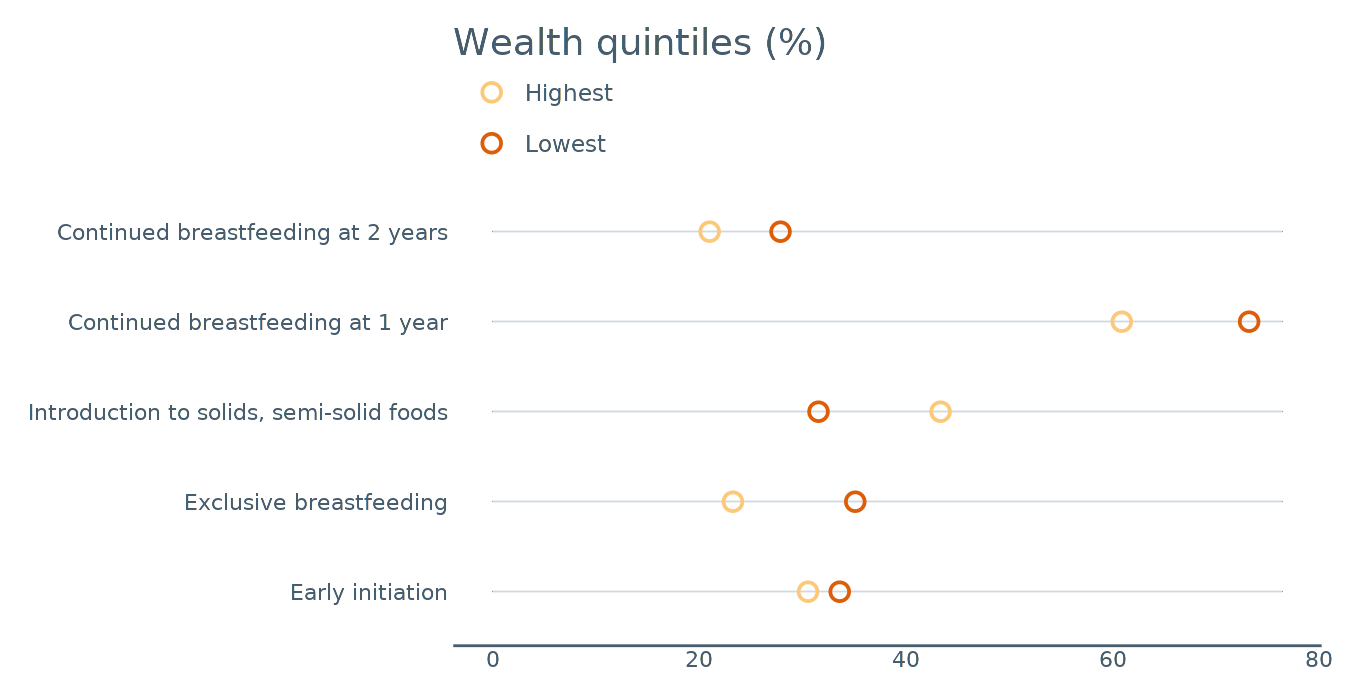 Wealth quintiles (%)
Highest
Lowest
Continued breastfeeding at 2 years
Continued breastfeeding at 1 year
Introduction to solids, semi-solid foods
Exclusive breastfeeding
Early initiation
0 20 40 60 80